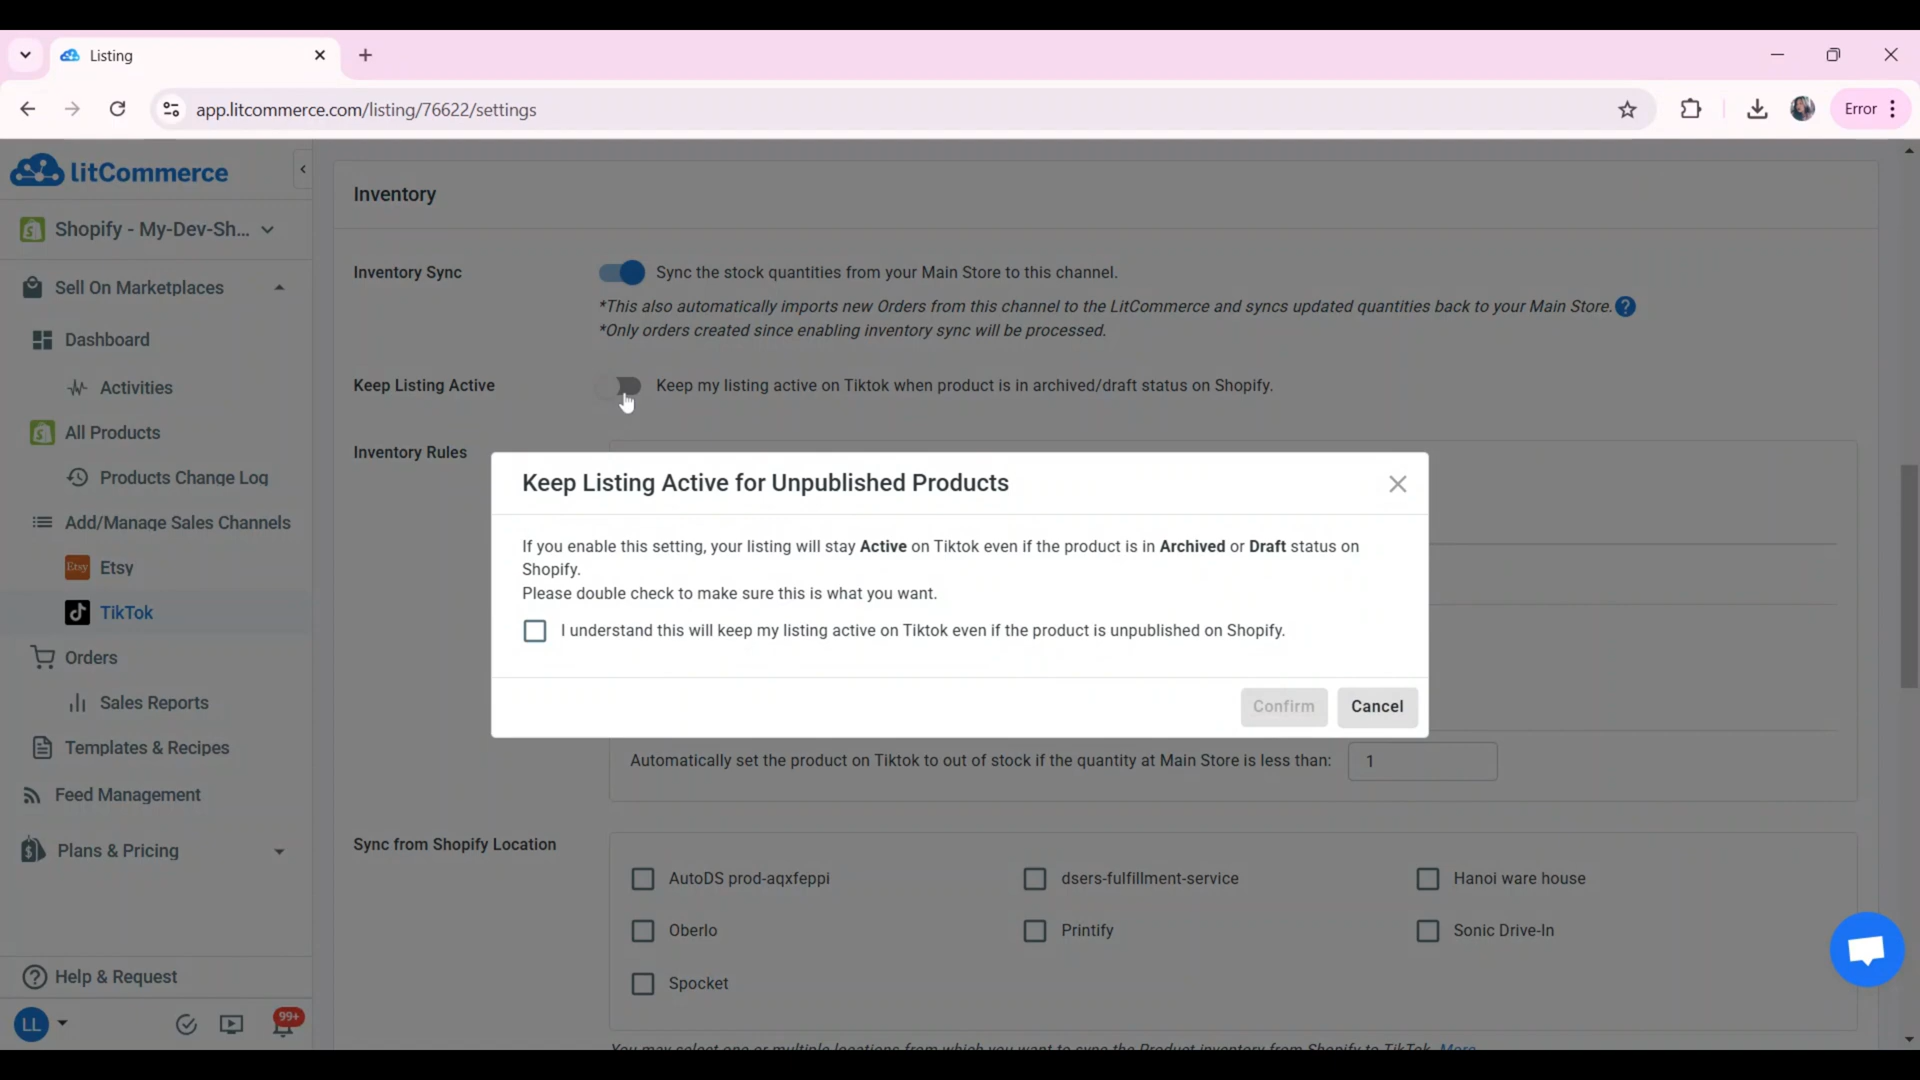 Listing
app.litcommerce.com/listing/76622/settings
Error
litCommerce
Shopify - My-Dev-Sh...
Sell On Marketplaces
Dashboard
Activities
All Products
Products Change Log
Add/Manage Sales Channels
Etsy
Etsy
TikTok
Orders
Sales Reports
Templates & Recipes
Feed Management
Plans & Pricing
Help & Request
LL
99+
Inventory
Inventory Sync
Sync the stock quantities from your Main Store to this channel.
*This also automatically imports new Orders from this channel to the LitCommerce and syncs updated quantities back to your Main Store.
*Only orders created since enabling inventory sync will be processed.
Keep Listing Active
Keep my listing active on Tiktok when product is in archived/draft status on Shopify.
Inventory Rules
Keep Listing Active for Unpublished Products
If you enable this setting, your listing will stay Active on Tiktok even if the product is in Archived or Draft status on
Shopify.
Please double check to make sure this is what you want.
I understand this will keep my listing active on Tiktok even if the product is unpublished on Shopify.
Confirm
Cancel
Automatically set the product on Tiktok to out of stock if the quantity at Main Store is less than:
1
Sync from Shopify Location
AutoDS prod-aqxfeppi
dsers-fulfillment-service
Hanoi ware house
Oberlo
Printify
Sonic Drive-In
Spocket
You may select one or multiple locations from which you want to sync the Product inventory from Shopify to TikTok. More